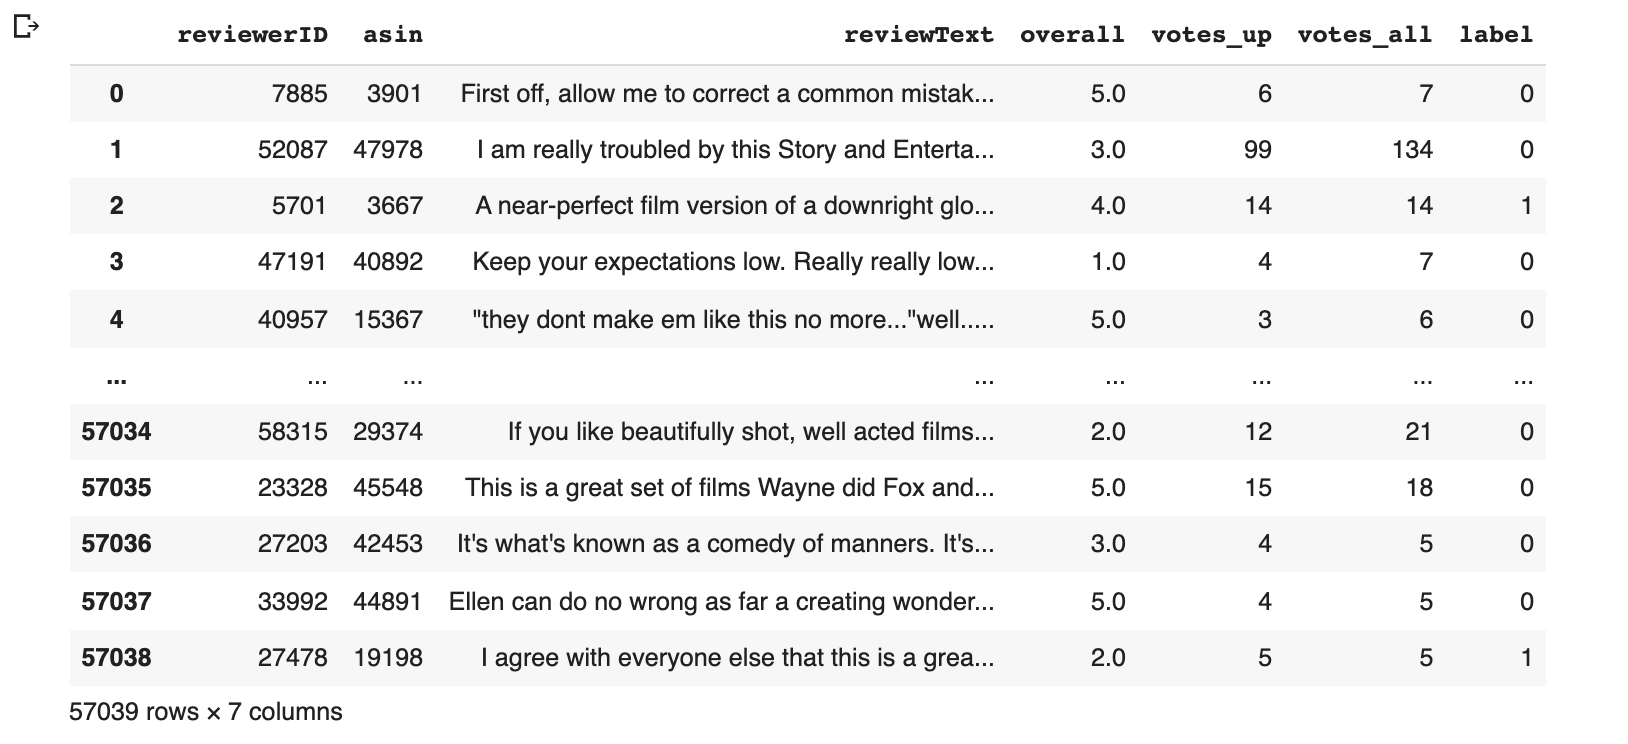 reviewerID asin reviewText overall votes_up votes_all label
0 7885 3901 First off, allow me to correct a common mistak... 5.0 6 7 0
1 52087 47978 I am really troubled by this Story and Enterta... 3.0 99 134 0
2 5701 3667 A near-perfect film version of a downright glo... 4.0 14 14 1
3 47191 40892 Keep your expectations low. Really really low... 1.0 4 7 0
4 40957 15367 "they dont make em like this no more..."well..... 5.0 3 6 0
... ... ... ... ... ... ... ...
57034 58315 29374 If you like beautifully shot, well acted films... 2.0 12 21 0
57035 23328 45548 This is a great set of films Wayne did Fox and... 5.0 15 18 0
57036 27203 42453 It's what's known as a comedy of manners. It's... 3.0 4 5 0
57037 33992 44891 Ellen can do no wrong as far a creating wonder... 5.0 4 5 0
57038 27478 19198 I agree with everyone else that this is a grea... 2.0 5 5 1
57039 rows × 7 columns